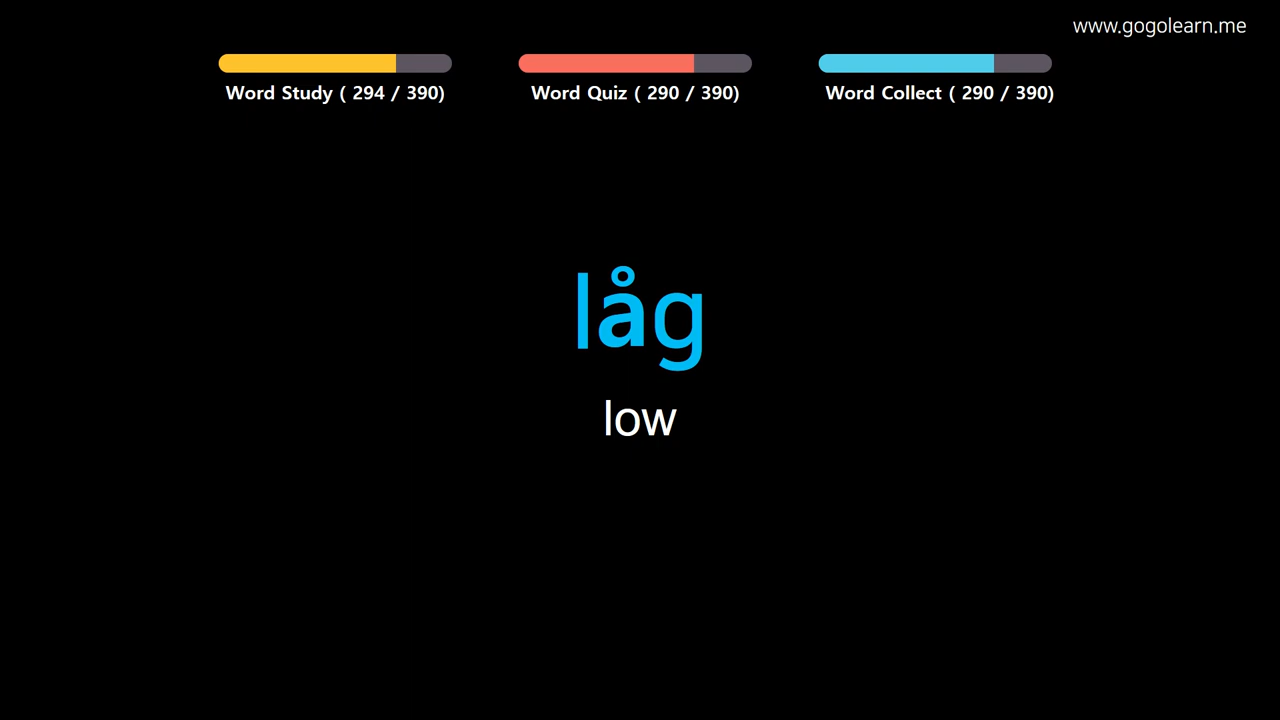 www.gogolearn.me
Word Study ( 294 / 390)
Word Quiz ( 290 / 390)
Word Collect ( 290 / 390)
låg
low